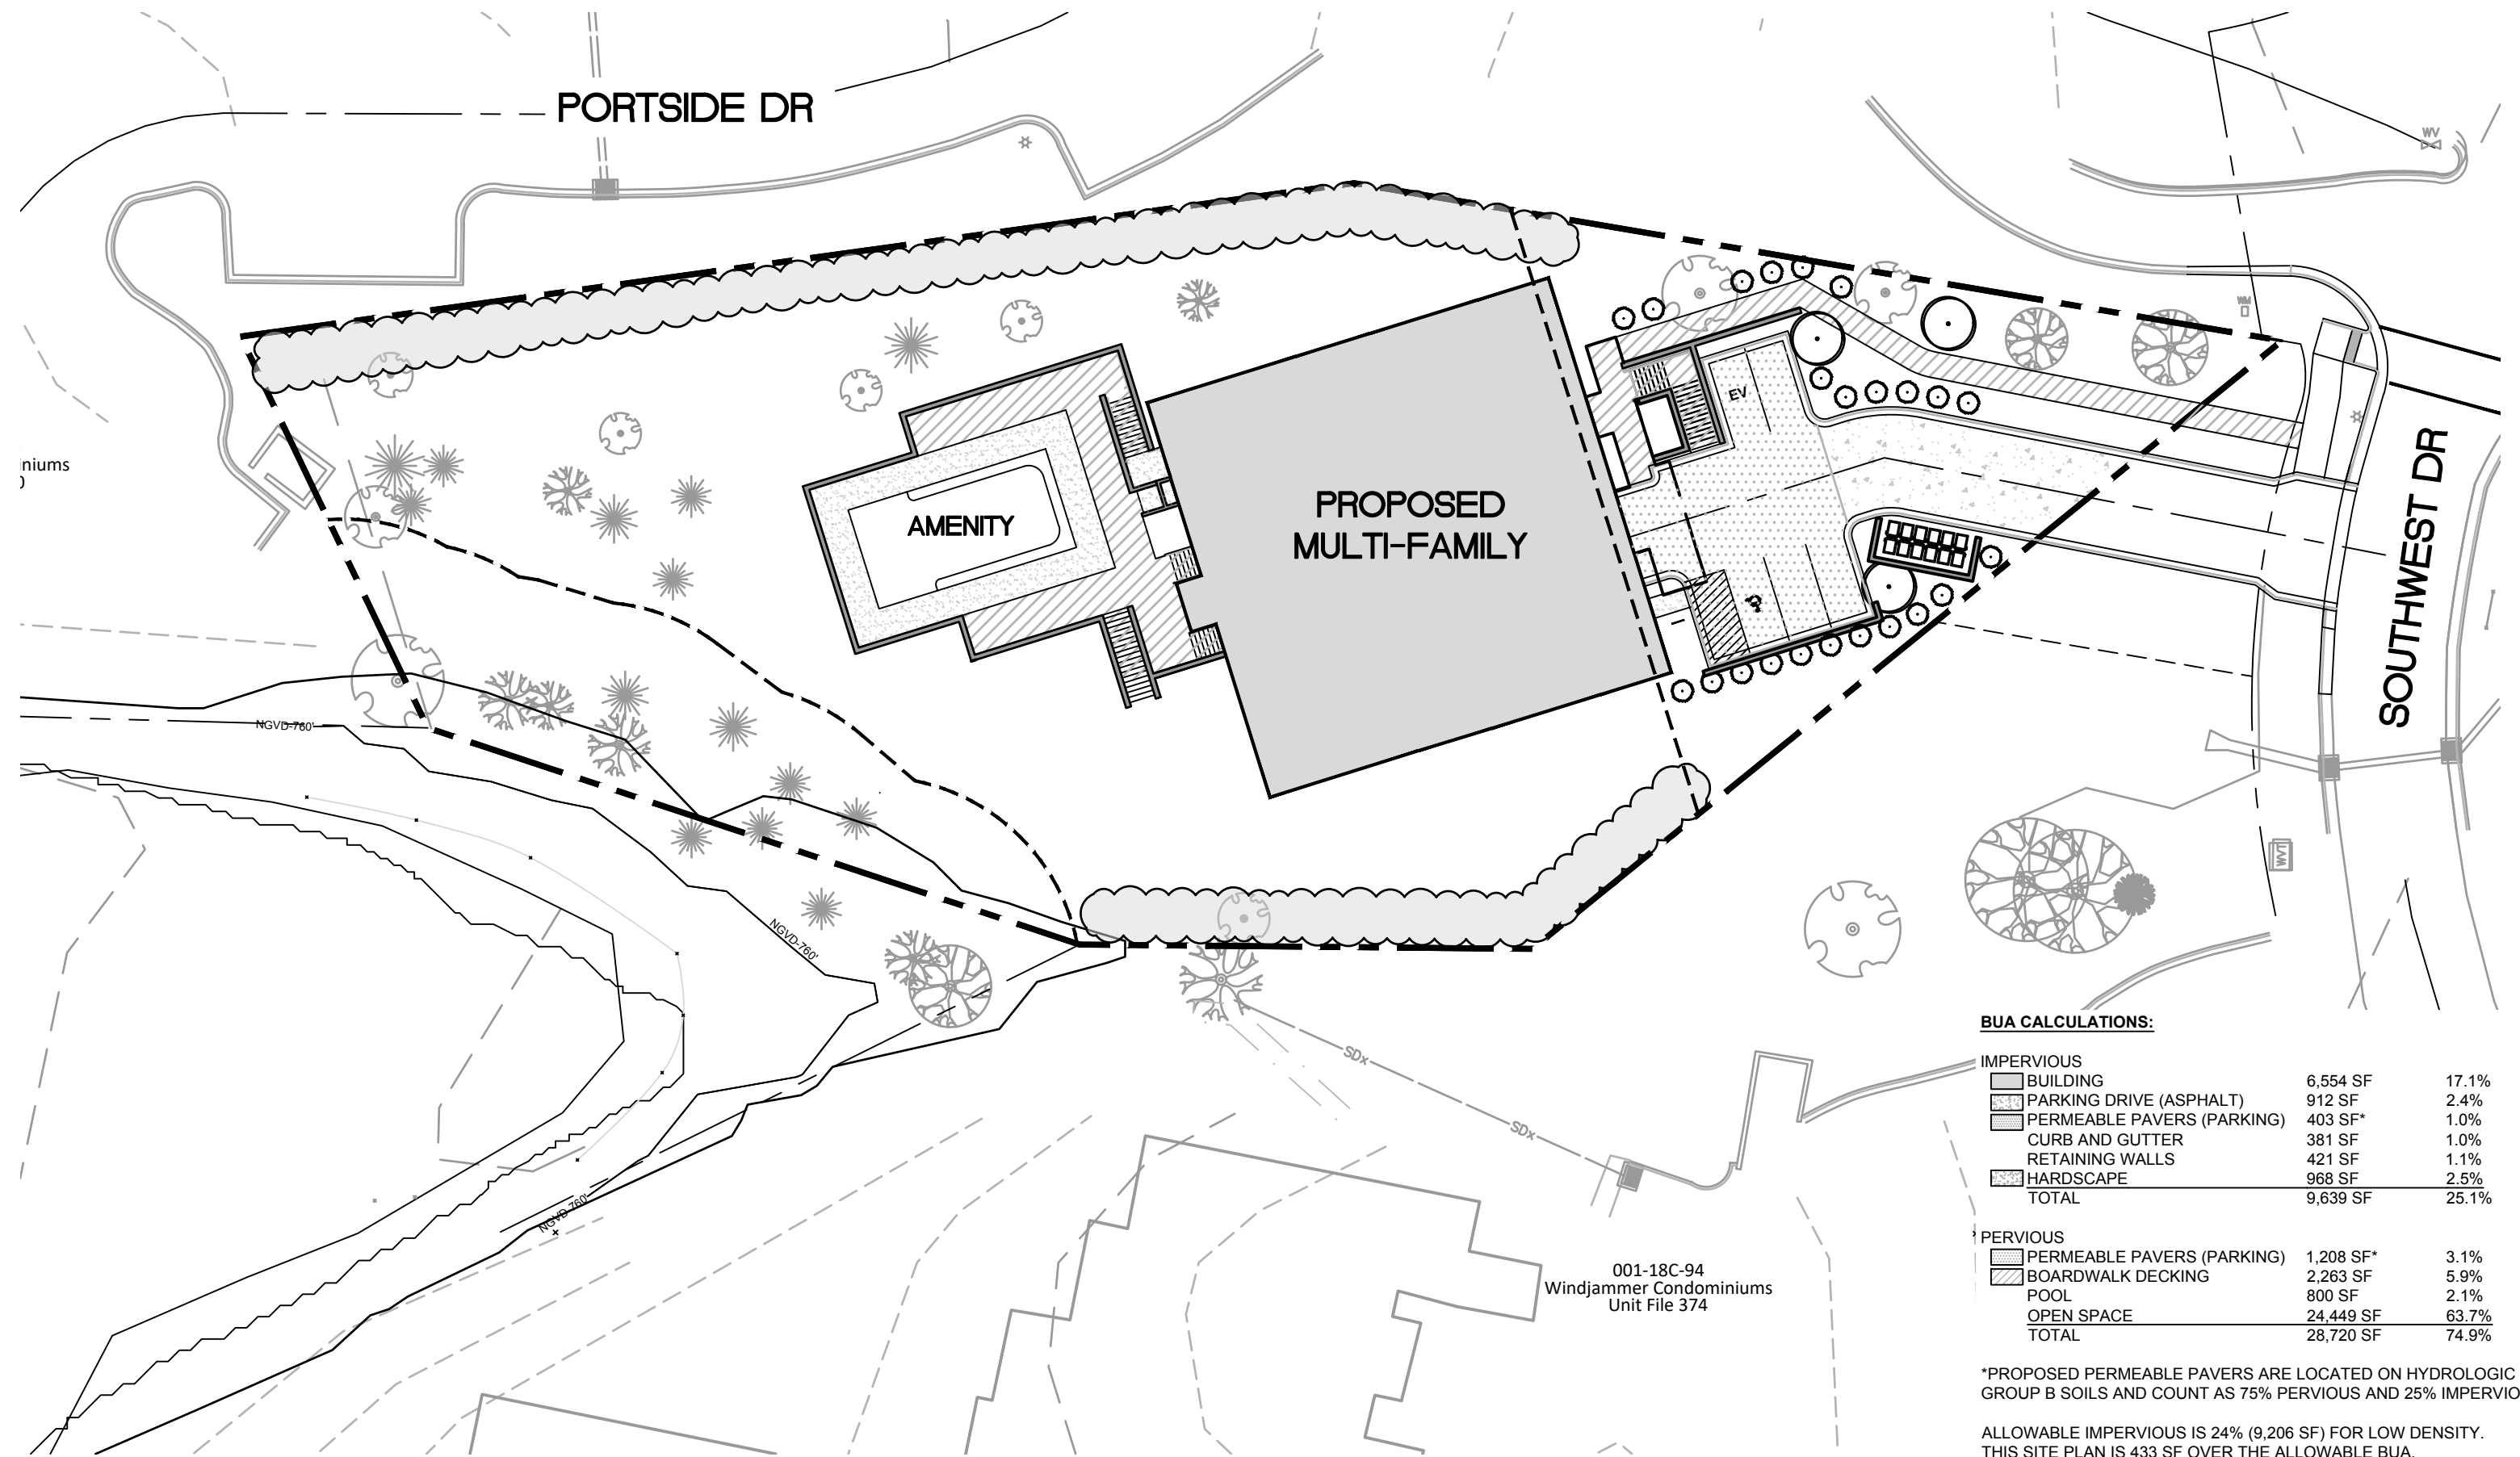 PORTSIDE DR
WV
WM
EV
iniums
AMENITY
PROPOSED
MULTI-FAMILY
SOUTHWEST DR
NGVD-760'
NGVD-760'
NGVD-760'
WVT
SDx
SDx
001-18C-94
Windjammer Condominiums
Unit File 374
BUA CALCULATIONS:
IMPERVIOUS
BUILDING 6,554 SF 17.1%
PARKING DRIVE (ASPHALT) 912 SF 2.4%
PERMEABLE PAVERS (PARKING) 403 SF* 1.0%
CURB AND GUTTER 381 SF 1.0%
RETAINING WALLS 421 SF 1.1%
HARDSCAPE 968 SF 2.5%
TOTAL 9,639 SF 25.1%
PERVIOUS
PERMEABLE PAVERS (PARKING) 1,208 SF* 3.1%
BOARDWALK DECKING 2,263 SF 5.9%
POOL 800 SF 2.1%
OPEN SPACE 24,449 SF 63.7%
TOTAL 28,720 SF 74.9%
*PROPOSED PERMEABLE PAVERS ARE LOCATED ON HYDROLOGIC
GROUP B SOILS AND COUNT AS 75% PERVIOUS AND 25% IMPERVIO
ALLOWABLE IMPERVIOUS IS 24% (9,206 SF) FOR LOW DENSITY.
THIS SITE PLAN IS 433 SF OVER THE ALLOWABLE BUA.